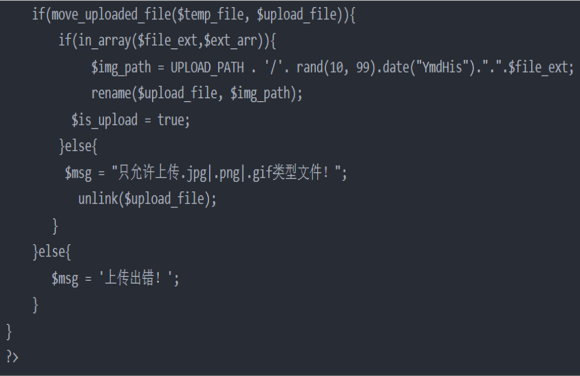 if(move_uploaded_file($temp_file, $upload_file)){
if(in_array($file_ext,$ext_arr)){
$img_path = UPLOAD_PATH . '/'. rand(10, 99).date("YmdHis").".".$file_ext;
rename($upload_file, $img_path);
$is_upload = true;
}else{
$msg = "只允许上传.jpg|.png|.gif类型文件！";
unlink($upload_file);
}
}else{
$msg = '上传出错！';
}
}
?>